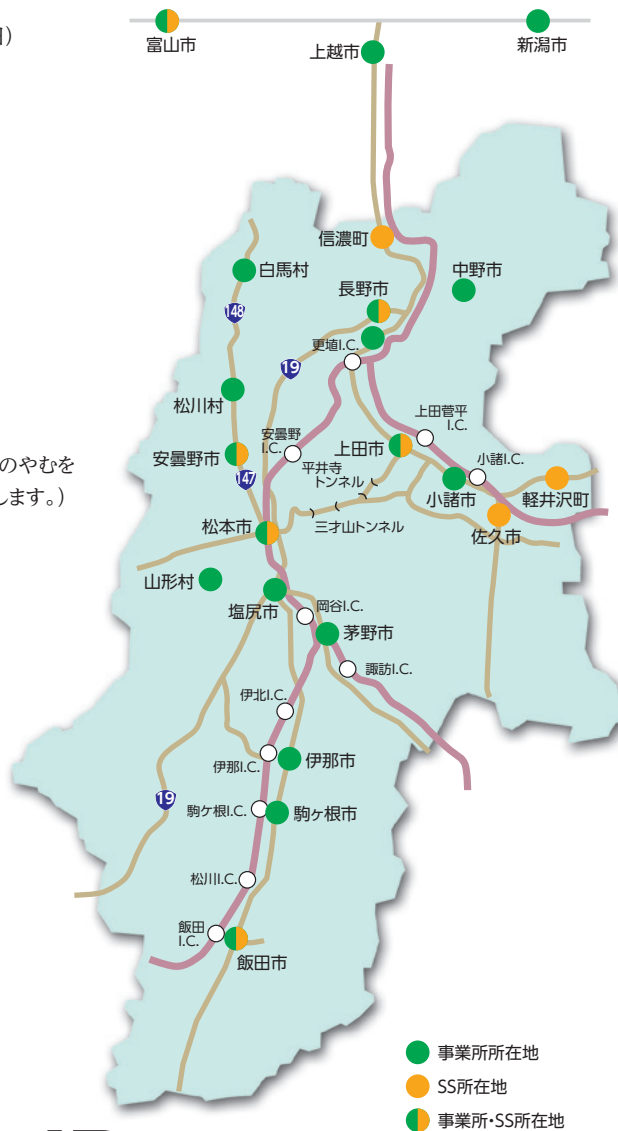 )
富山市
上越市
新潟市
信濃町
白馬村
中野市
長野市
148
更埴I.C.
19
松川村
上田菅平
I.C.
安曇野
I.C.
上田市
小諸I.C.
安曇野市
のやむを
平井寺
トンネル
147
します。)
小諸市
軽井沢町
佐久市
松本市
三才山トンネル
山形村
塩尻市
岡谷I.C.
茅野市
諏訪I.C.
伊北I.C.
伊那I.C.
伊那市
19
駒ケ根I.C.
駒ヶ根市
松川I.C.
飯田
I.C.
飯田市
事業所所在地
SS所在地
事業所・SS所在地